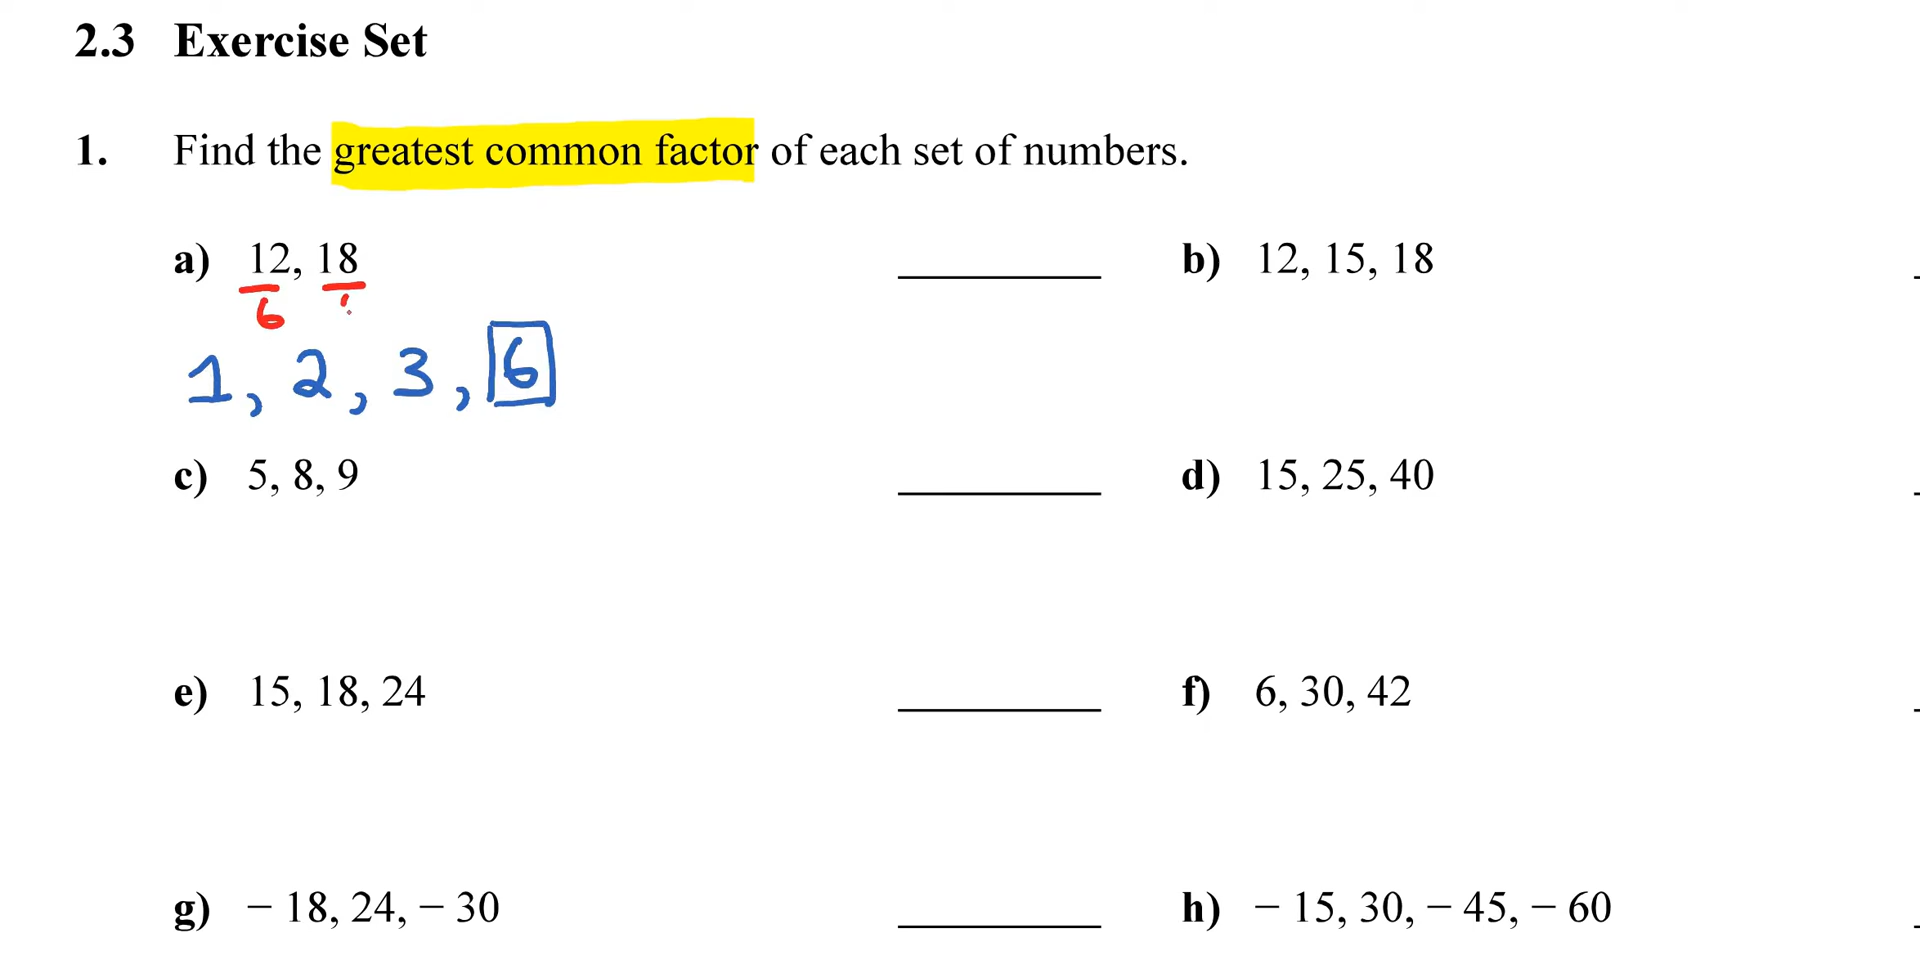 2.3 Exercise Set
1. Find the greatest common factor of each set of numbers.
a) 12, 18 b) 12, 15, 18
6
1, 2, 3, 6
c) 5, 8, 9 d) 15, 25, 40
e) 15, 18, 24 f) 6, 30, 42
g) − 18, 24, − 30 h) − 15, 30, − 45, − 60